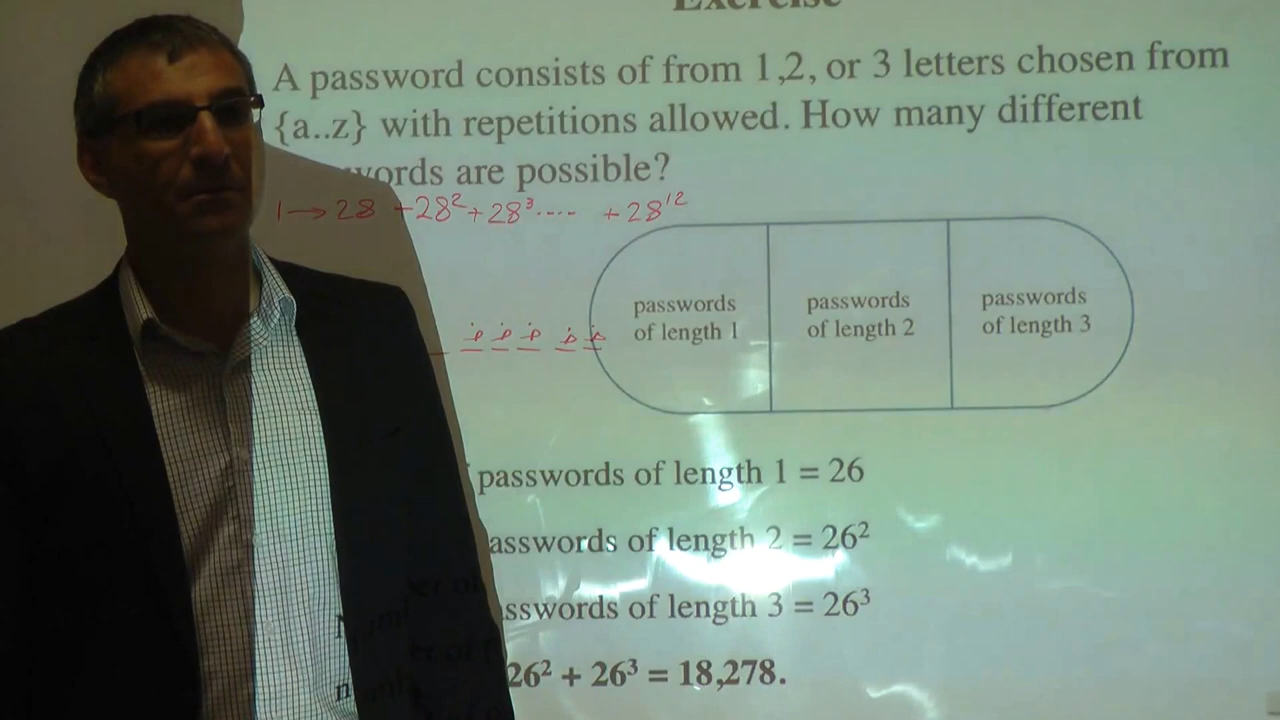 Exercise
A password consists of from 1,2, or 3 letters chosen from
{a..z} with repetitions allowed. How many different
words are possible?
1→28 +28²+28³..... +28¹²
passwords of length 1
passwords of length 2
passwords of length 3
passwords of length 1 = 26
asswords of length 2 = 26²
sswords of length 3 = 26³
26² + 26³ = 18,278.